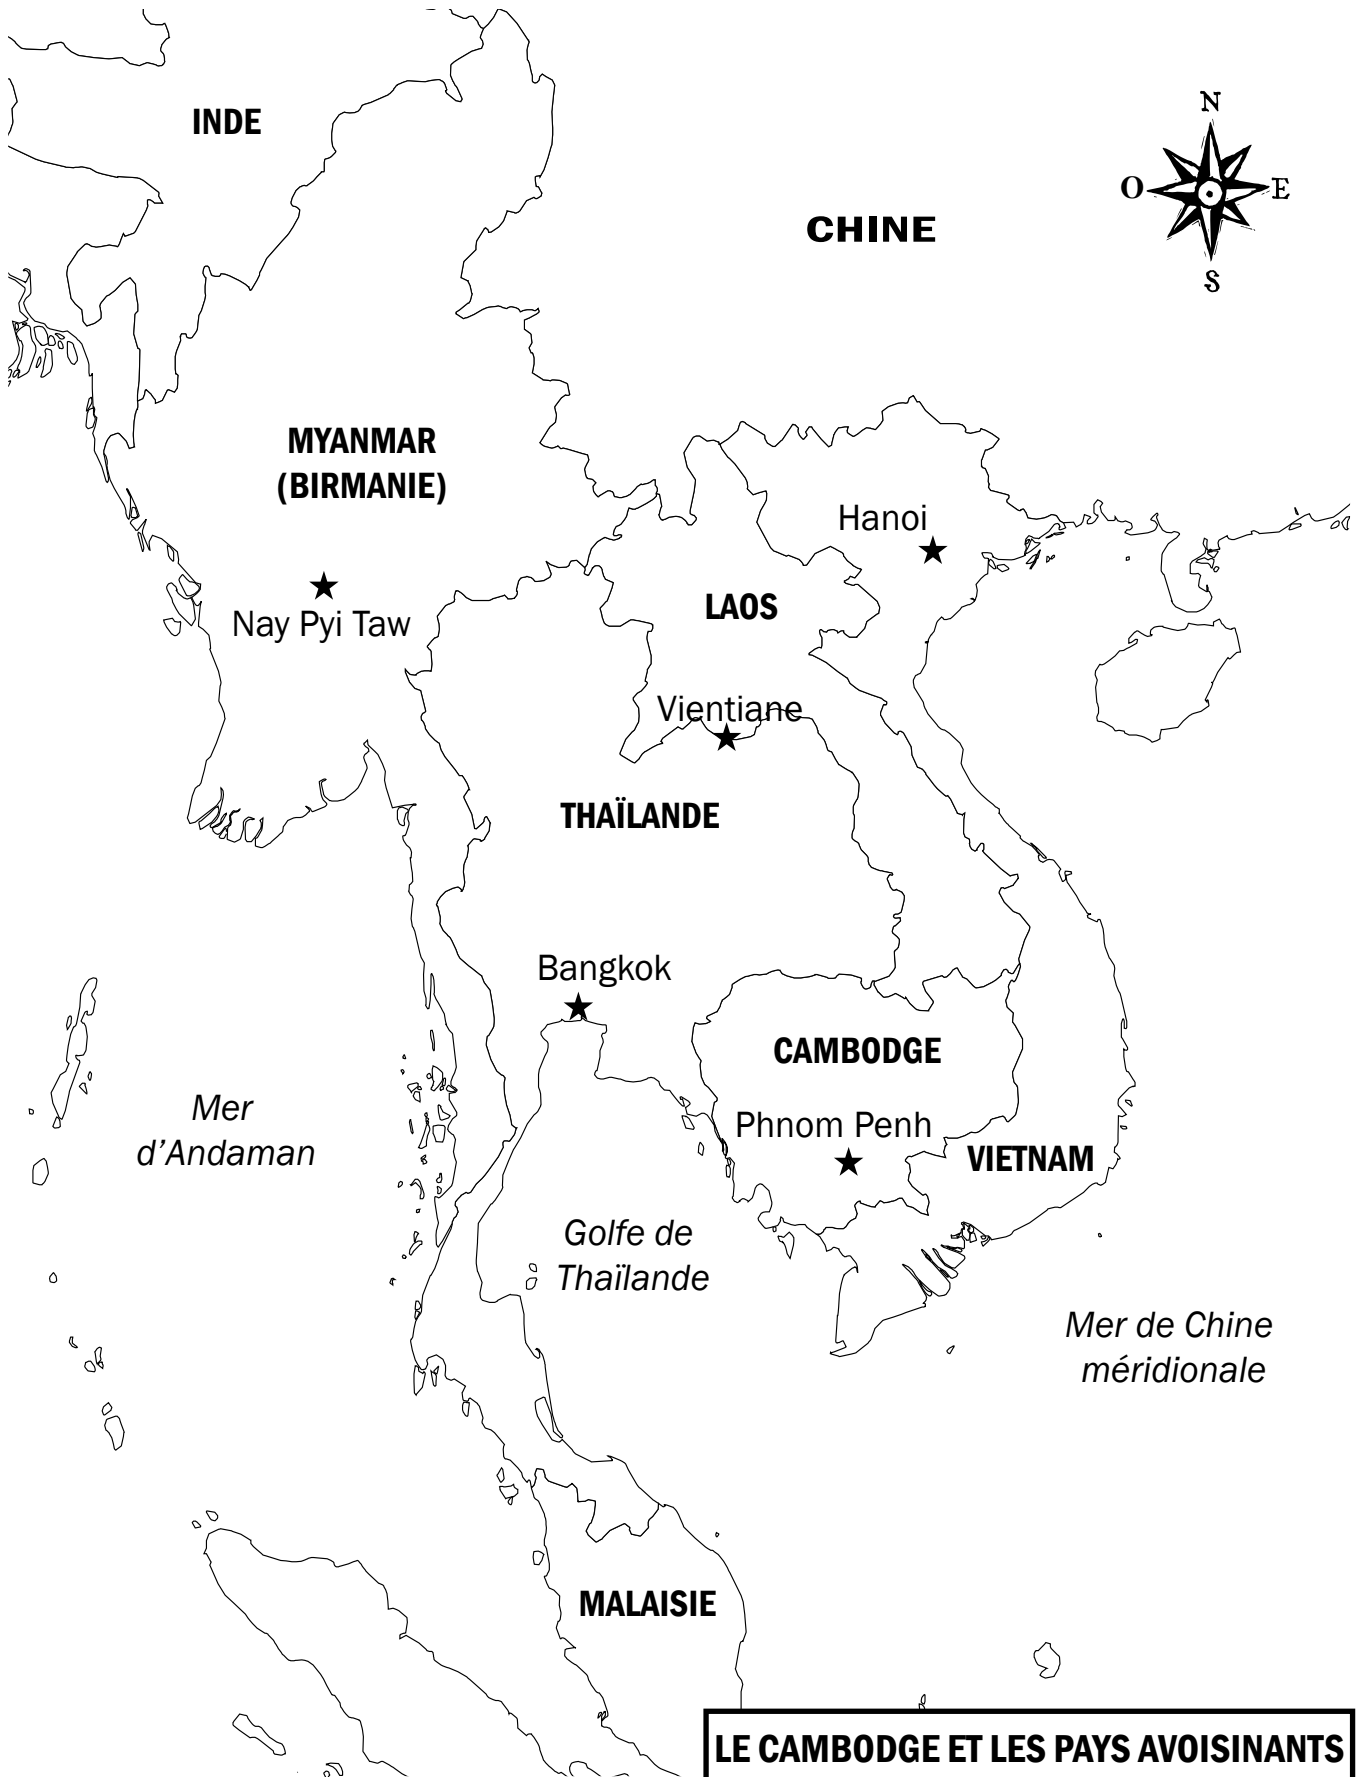 N
INDE
O
E
CHINE
S
MYANMAR
(BIRMANIE)
Hanoi
LAOS
Nay Pyi Taw
Vientiane
THAÏLANDE
Bangkok
CAMBODGE
Mer
d'Andaman
Phnom Penh
VIETNAM
Golfe de
Thaïlande
Mer de Chine
méridionale
MALAISIE
LE CAMBODGE ET LES PAYS AVOISINANTS